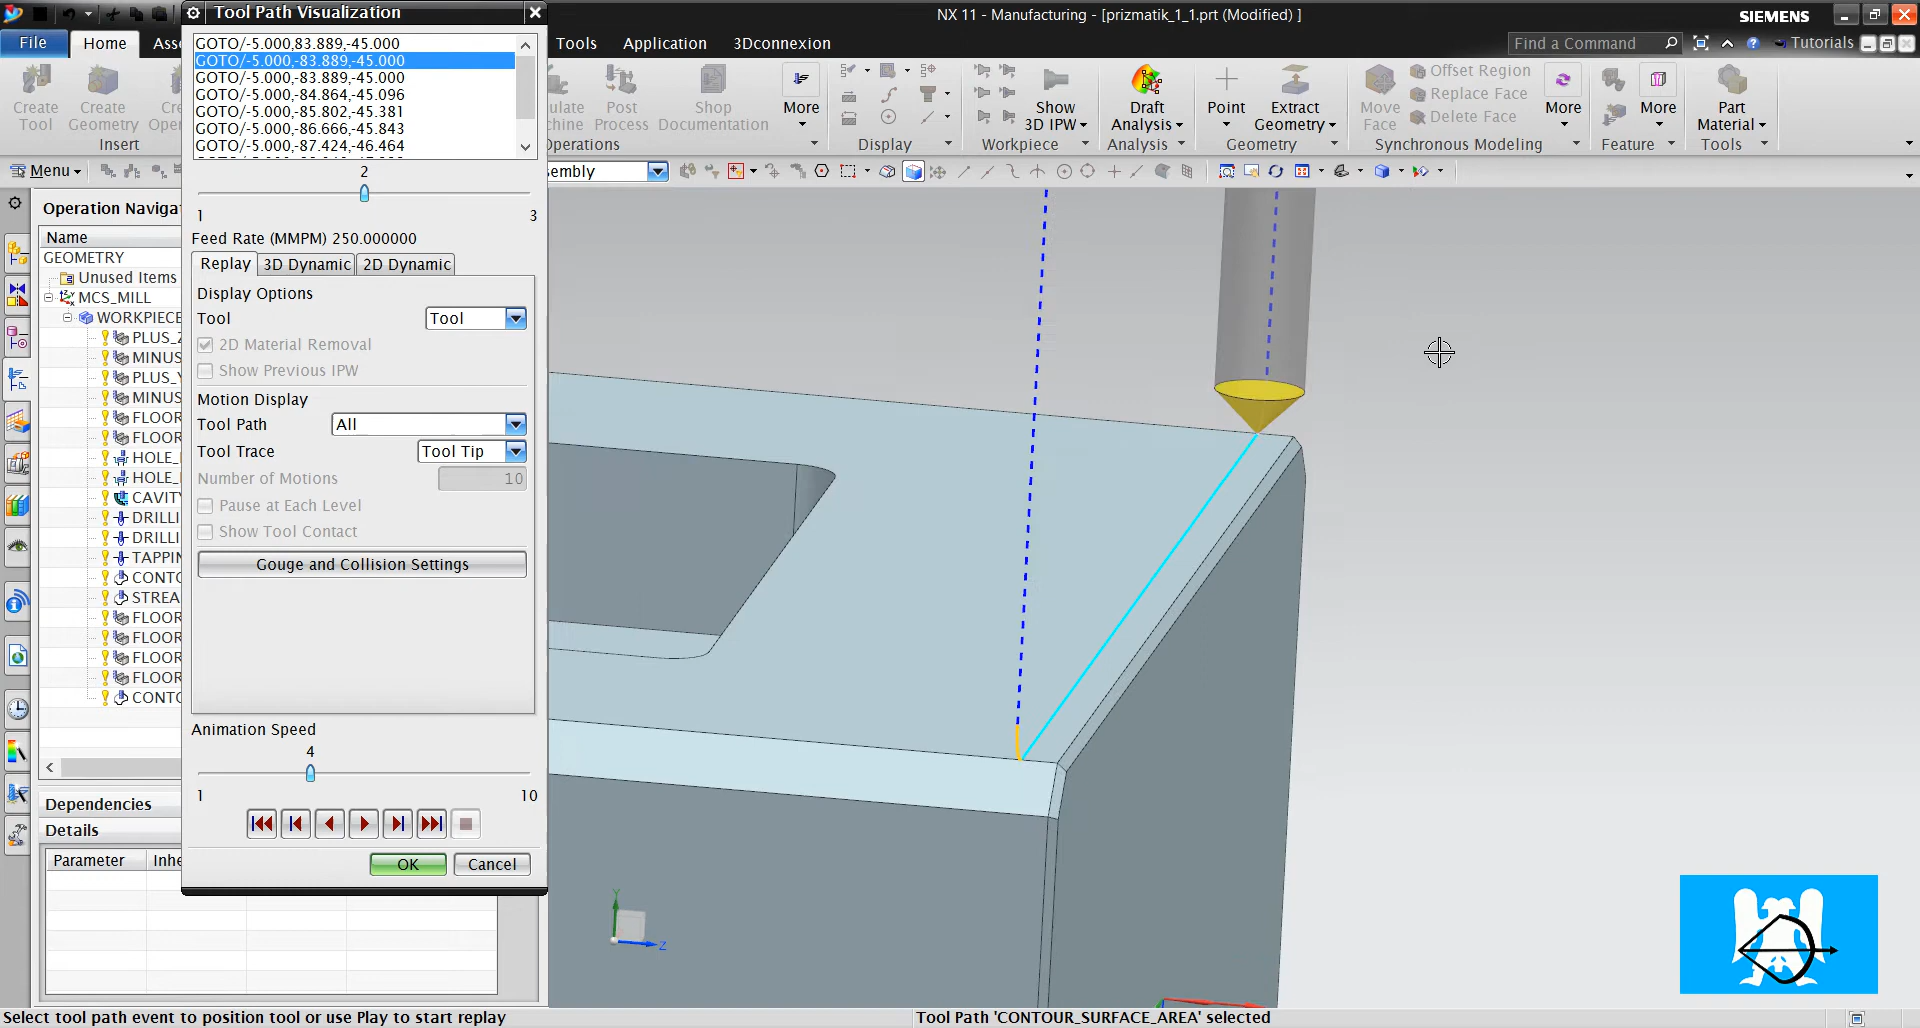 Tool Path Visualization
NX 11 - Manufacturing - [prizmatik_1_1.prt (Modified) ]
SIEMENS
File
Home
Tools
Application
3Dconnexion
Find a Command
Tutorials
GOTO/-5.000,83.889,-45.000
GOTO/-5.000,-83.889,-45.000
GOTO/-5.000,-83.889,-45.000
GOTO/-5.000,-84.864,-45.096
GOTO/-5.000,-85.802,-45.381
GOTO/-5.000,-86.666,-45.843
GOTO/-5.000,-87.424,-46.464
Create
Tool
Create
Geometry
Insert
Post
Process
Shop
Documentation
More
Display
Show
3D IPW
Workpiece
Draft
Analysis
Analysis
Point
Extract
Geometry
Geometry
Move
Face
Offset Region
Replace Face
Delete Face
More
Synchronous Modeling
More
Feature
Part
Material
Tools
Menu
2
1
3
Feed Rate (MMPM) 250.000000
Replay
3D Dynamic
2D Dynamic
Display Options
Tool
Tool
2D Material Removal
Show Previous IPW
Motion Display
Tool Path
All
Tool Trace
Tool Tip
Number of Motions
10
Pause at Each Level
Show Tool Contact
Gouge and Collision Settings
Animation Speed
4
1
10
OK
Cancel
Name
GEOMETRY
Unused Items
MCS_MILL
Dependencies
Details
Parameter
Y
Z
Select tool path event to position tool or use Play to start replay
Tool Path 'CONTOUR_SURFACE_AREA' selected